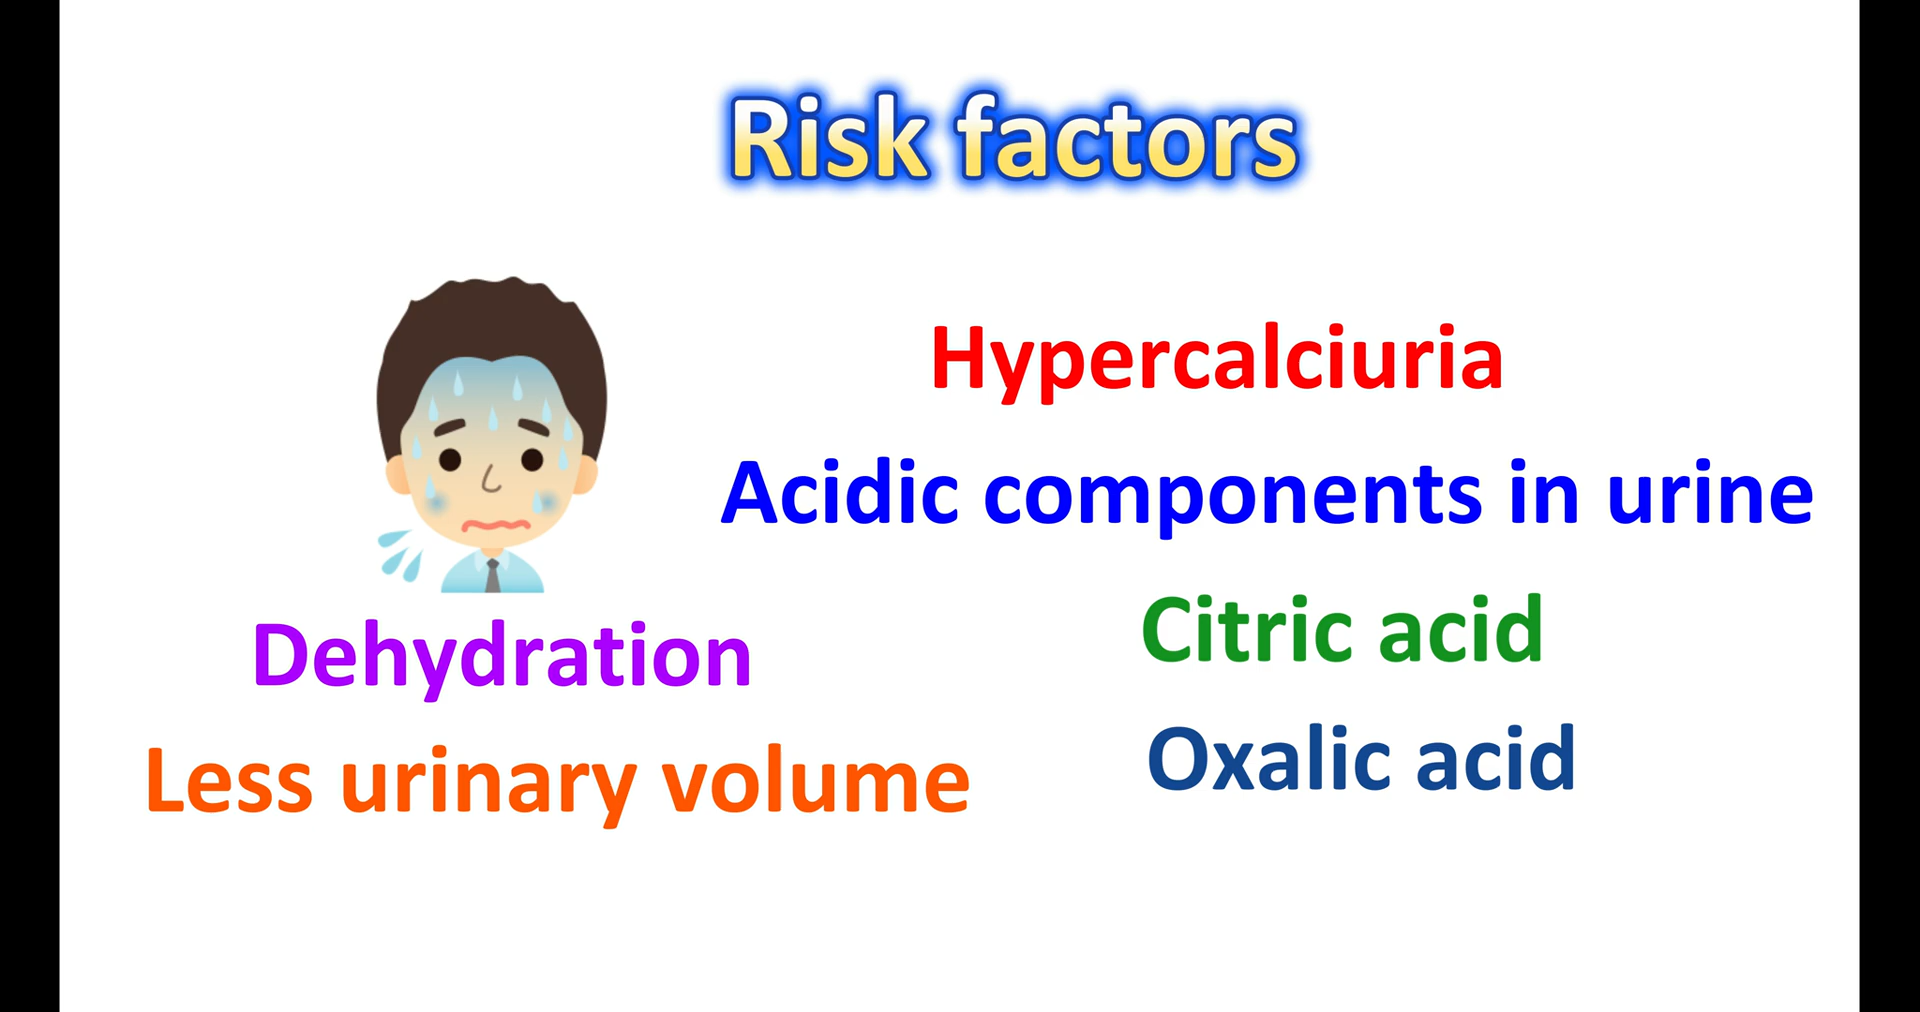 Risk factors
Hypercalciuria
Acidic components in urine
Citric acid
Oxalic acid
Dehydration
Less urinary volume